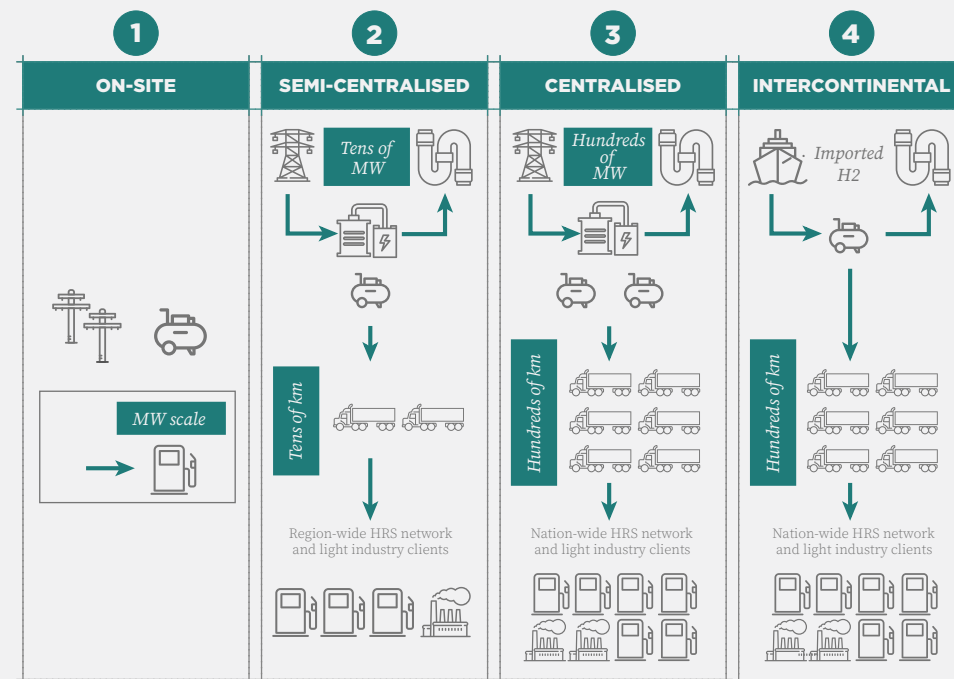 1
ON-SITE
MW scale
2
SEMI-CENTRALISED
Tens of
MW
Tens of km
Region-wide HRS network
and light industry clients
3
CENTRALISED
Hundreds
of
MW
Hundreds of km
Nation-wide HRS network
and light industry clients
4
INTERCONTINENTAL
Imported
H2
Hundreds of km
Nation-wide HRS network
and light industry clients